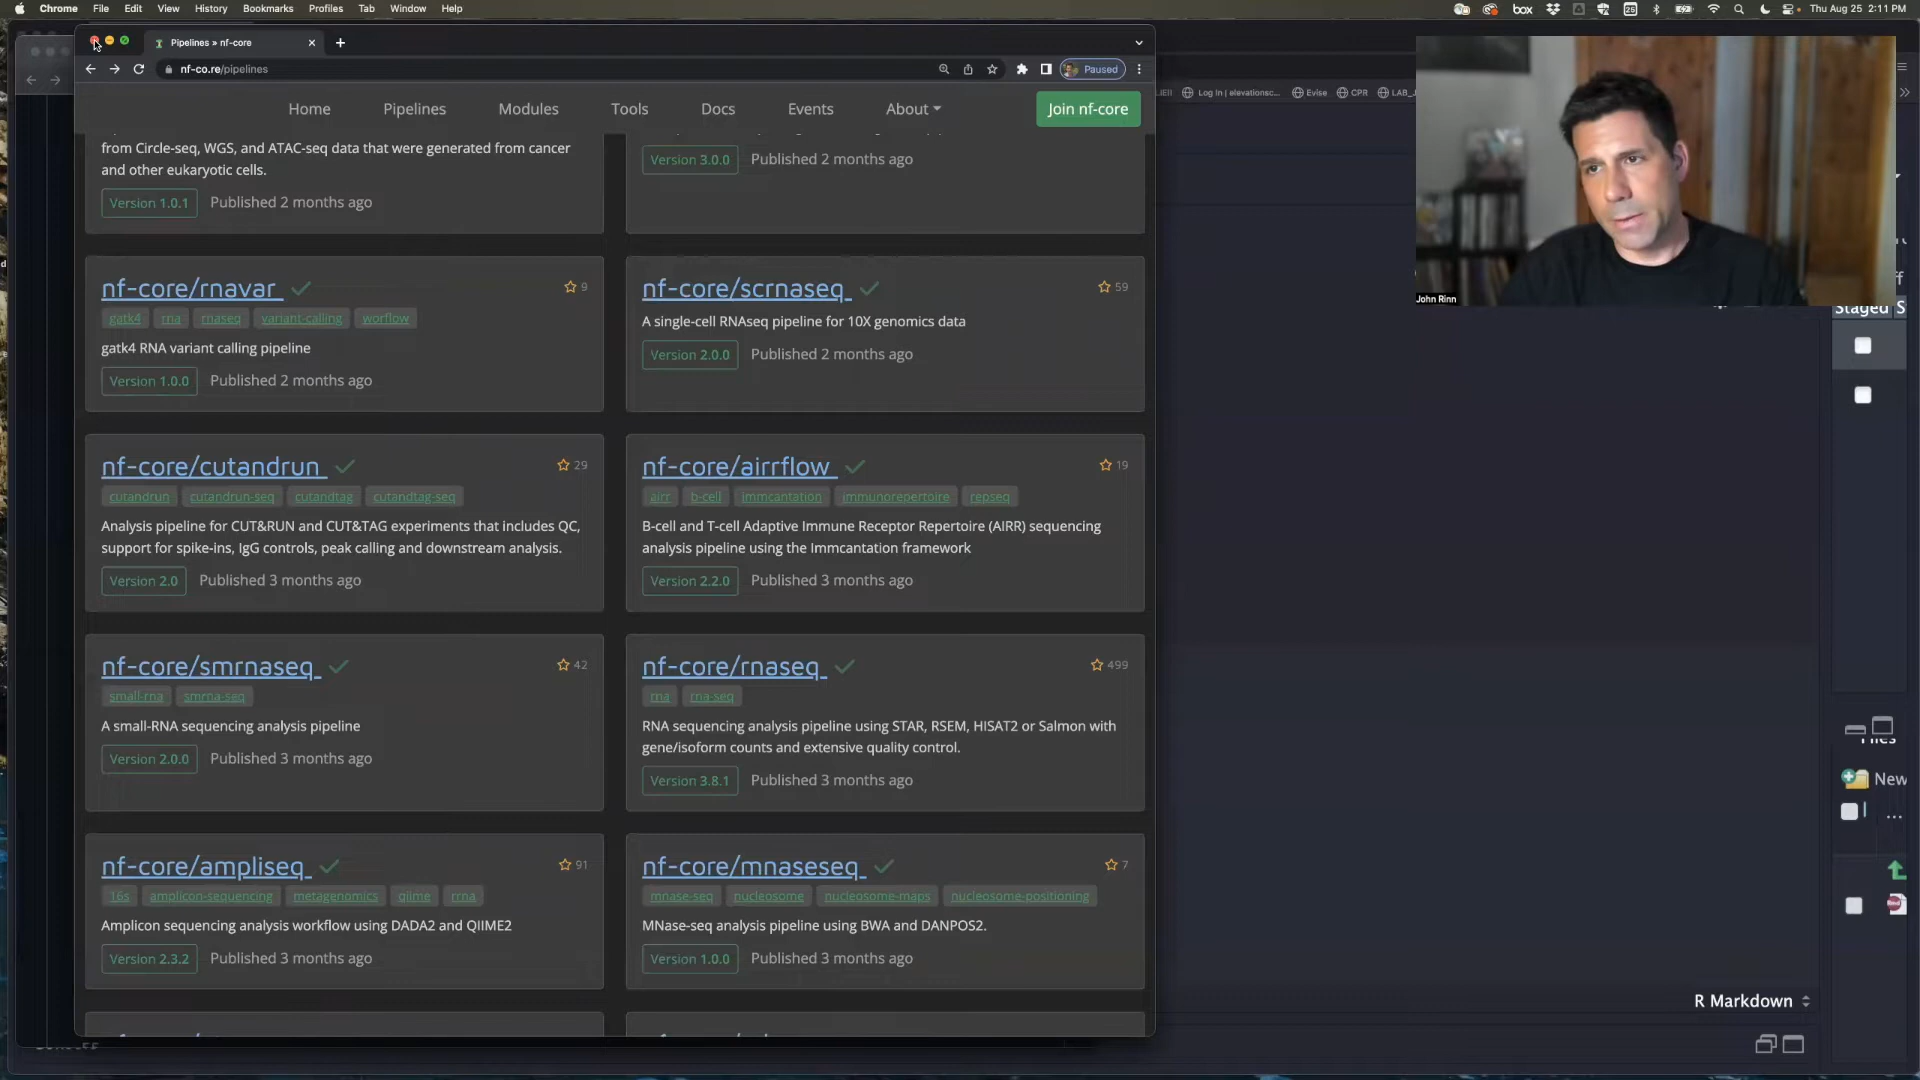 Chrome File Edit View History Bookmarks Profiles Tab Window Help
box 25 Thu Aug 25 2:11 PM
Pipelines » nf-core
nf-co.re/pipelines
Paused
Log In | elevationsc... Evise CPR
Home Pipelines Modules Tools Docs Events About Join nf-core
from Circle-seq, WGS, and ATAC-seq data that were generated from cancer
and other eukaryotic cells.
Version 1.0.1 Published 2 months ago
Version 3.0.0 Published 2 months ago
nf-core/rnavar 9
gatk4 rna rnaseq variant-calling worflow
gatk4 RNA variant calling pipeline
Version 1.0.0 Published 2 months ago
nf-core/scrnaseq 59
A single-cell RNAseq pipeline for 10X genomics data
Version 2.0.0 Published 2 months ago
nf-core/cutandrun 29
cutandrun cutandrun-seq cutandtag cutandtag-seq
Analysis pipeline for CUT&RUN and CUT&TAG experiments that includes QC,
support for spike-ins, IgG controls, peak calling and downstream analysis.
Version 2.0 Published 3 months ago
nf-core/airrflow 19
airr b-cell immcantation immunorepertoire repseq
B-cell and T-cell Adaptive Immune Receptor Repertoire (AIRR) sequencing
analysis pipeline using the Immcantation framework
Version 2.2.0 Published 3 months ago
nf-core/smrnaseq 42
small-rna smrna-seq
A small-RNA sequencing analysis pipeline
Version 2.0.0 Published 3 months ago
nf-core/rnaseq 499
rna rna-seq
RNA sequencing analysis pipeline using STAR, RSEM, HISAT2 or Salmon with
gene/isoform counts and extensive quality control.
Version 3.8.1 Published 3 months ago
nf-core/ampliseq 91
16s amplicon-sequencing metagenomics qiime rrna
Amplicon sequencing analysis workflow using DADA2 and QIIME2
Version 2.3.2 Published 3 months ago
nf-core/mnaseseq 7
mnase-seq nucleosome nucleosome-maps nucleosome-positioning
MNase-seq analysis pipeline using BWA and DANPOS2.
Version 1.0.0 Published 3 months ago
John Rinn
Staged S
New
R Markdown